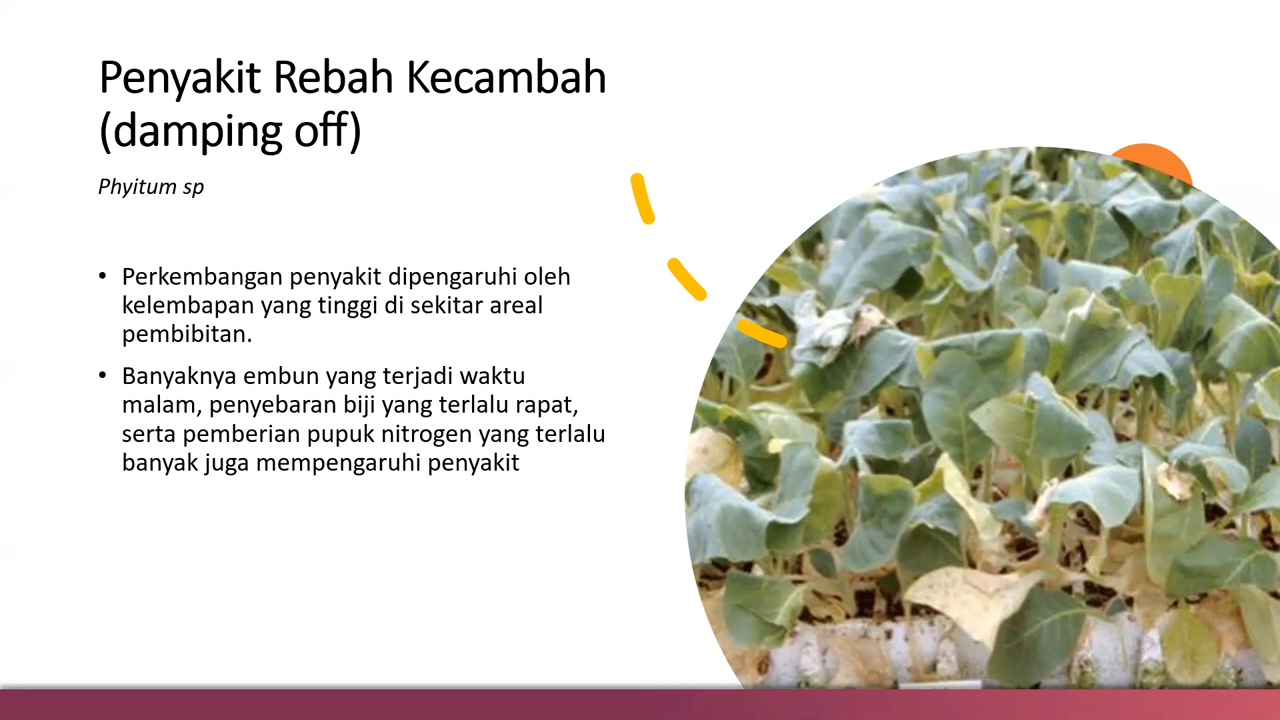 Penyakit Rebah Kecambah
(damping off)
Phyitum sp
• Perkembangan penyakit dipengaruhi oleh
kelembapan yang tinggi di sekitar areal
pembibitan.
• Banyaknya embun yang terjadi waktu
malam, penyebaran biji yang terlalu rapat,
serta pemberian pupuk nitrogen yang terlalu
banyak juga mempengaruhi penyakit